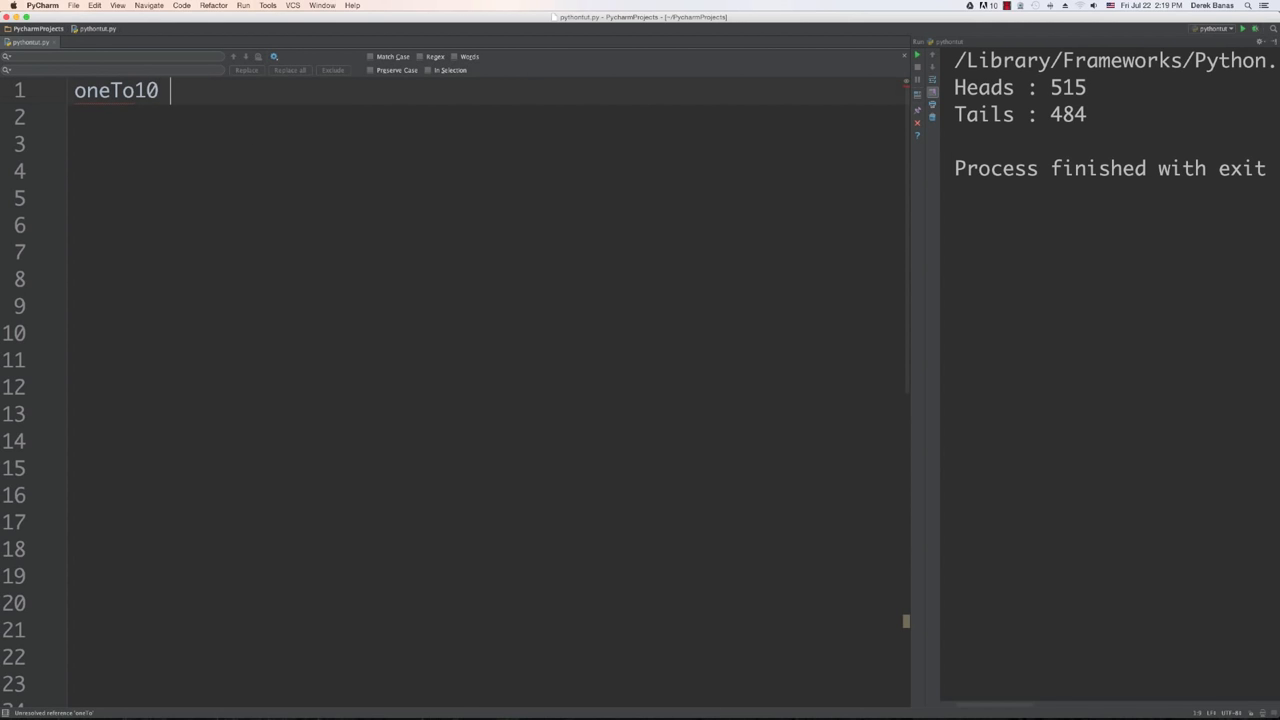 PyCharm File Edit View Navigate Code Refactor Run Tools VCS Window Help 10 Fri Jul 22 2:19 PM Derek Banas
pythontut.py - PycharmProjects - [~/PycharmProjects]
PycharmProjects pythontut.py pythontut
pythontut.py Run: pythontut
Match Case Regex Words
Replace Replace all Exclude Preserve Case In Selection
1 oneTo10
2
3
4
5
6
7
8
9
10
11
12
13
14
15
16
17
18
19
20
21
22
23
/Library/Frameworks/Python.
Heads : 515
Tails : 484
Process finished with exit
Unresolved reference 'oneTo' 1:9 LF÷ UTF-8÷